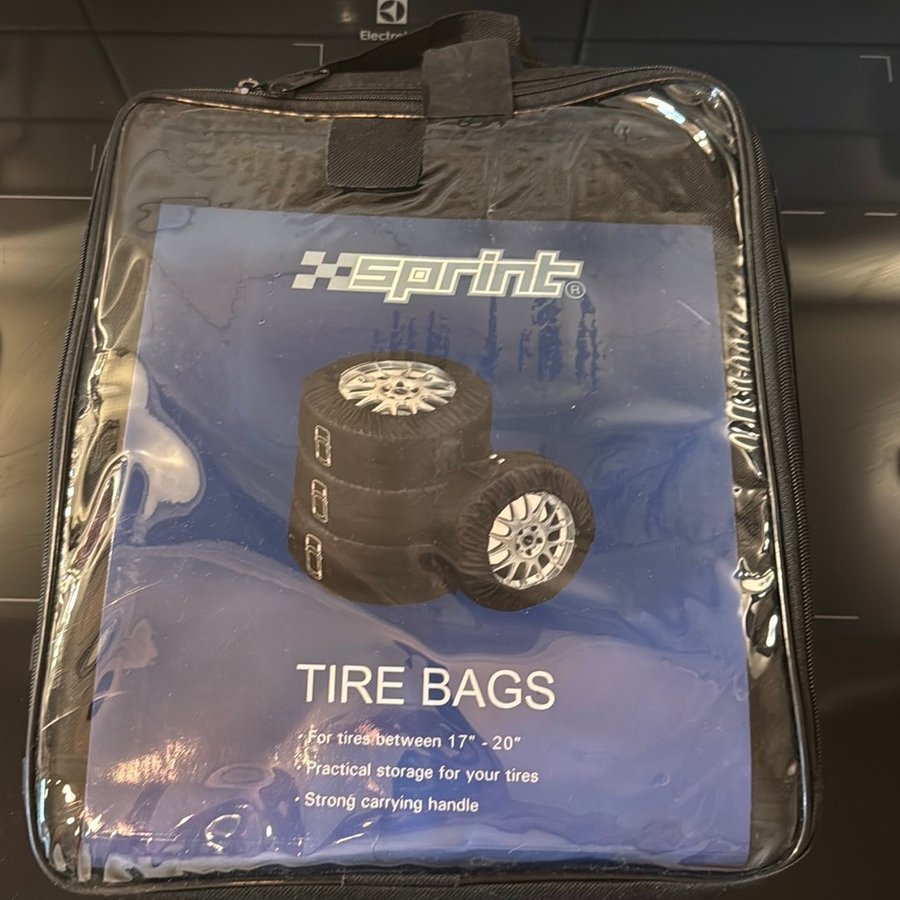 sprint®
TIRE BAGS
· For tires between 17" - 20"
· Practical storage for your tires
· Strong carrying handle